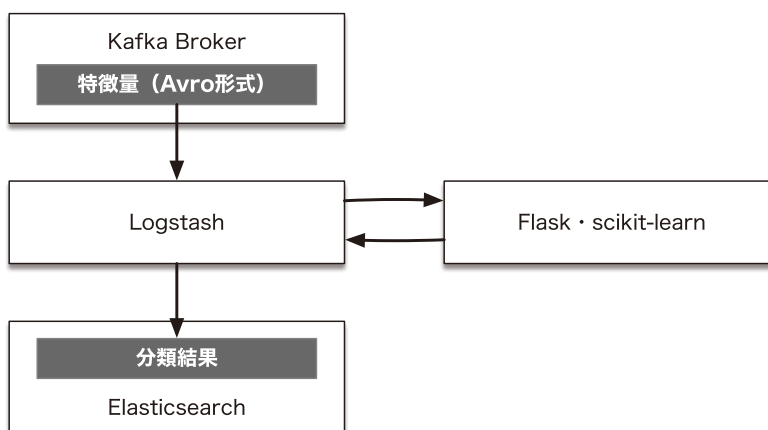 Kafka Broker
特徴量（Avro形式）
Logstash
Flask・scikit-learn
分類結果
Elasticsearch